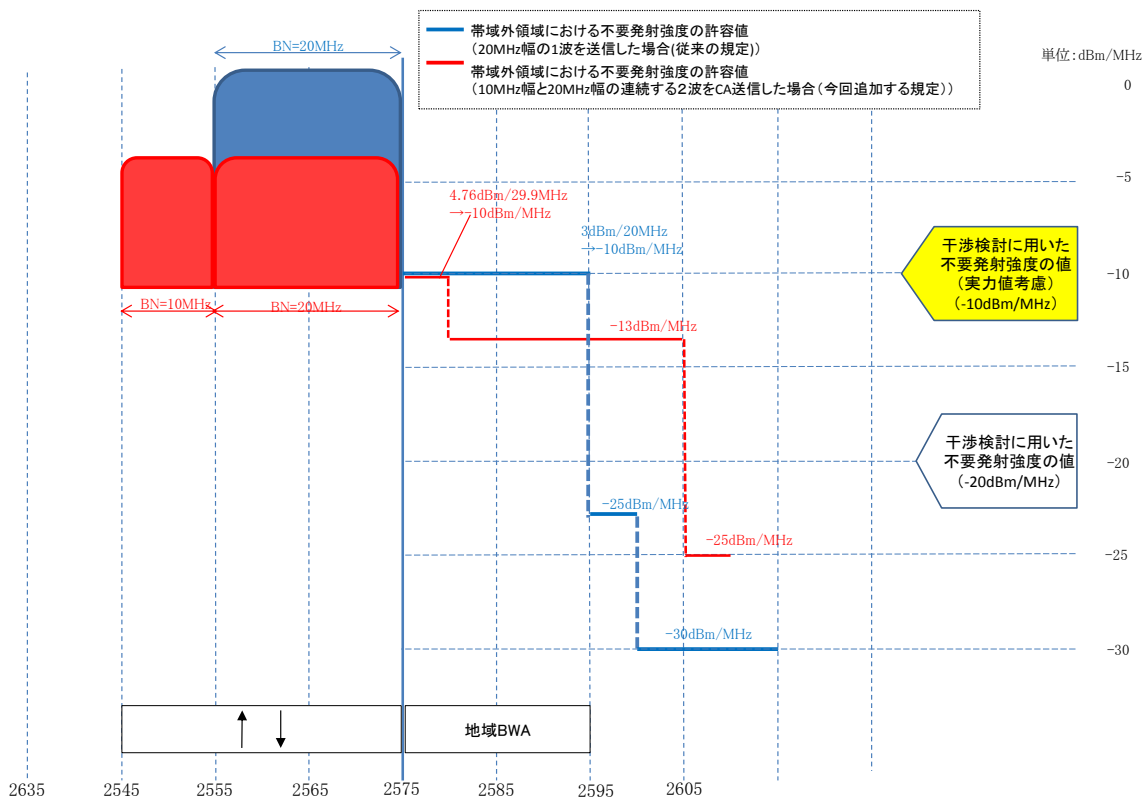 帯域外領域における不要発射強度の許容値
（20MHz幅の1波を送信した場合(従来の規定)）
帯域外領域における不要発射強度の許容値
（10MHz幅と20MHz幅の連続する２波をCA送信した場合（今回追加する規定））
単位:dBm/MHz
BN=20MHz
0
-5
4.76dBm/29.9MHz
→-10dBm/MHz
3dBm/20MHz
→-10dBm/MHz
干渉検討に用いた
不要発射強度の値
（実力値考慮）
（-10dBm/MHz）
-10
BN=10MHz
BN=20MHz
-13dBm/MHz
-15
干渉検討に用いた
不要発射強度の値
（-20dBm/MHz）
-20
-25dBm/MHz
-25dBm/MHz
-25
-30dBm/MHz
-30
地域BWA
2635 2545 2555 2565 2575 2585 2595 2605